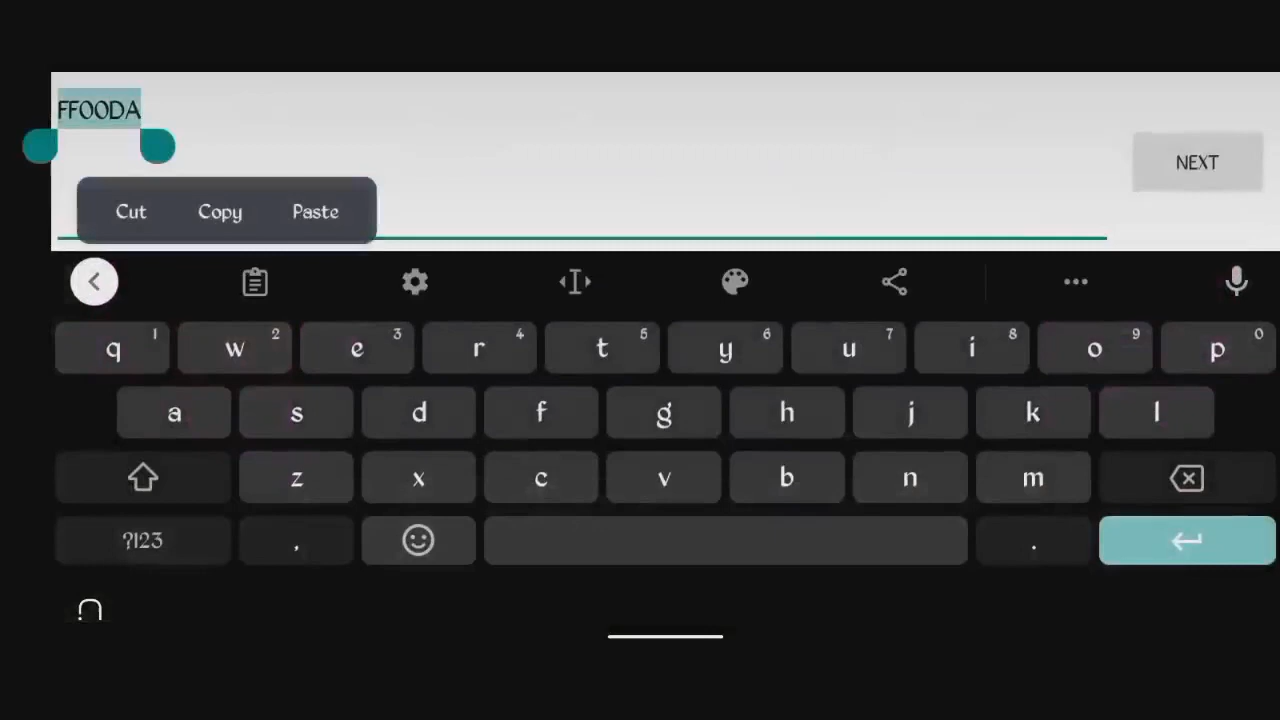 FFOODA
NEXT
Cut Copy Paste
q 1 w 2 e 3 r 4 t 5 y 6 u 7 i 8 o 9 p 0
a s d f g h j k l
z x c v b n m
?123 , .